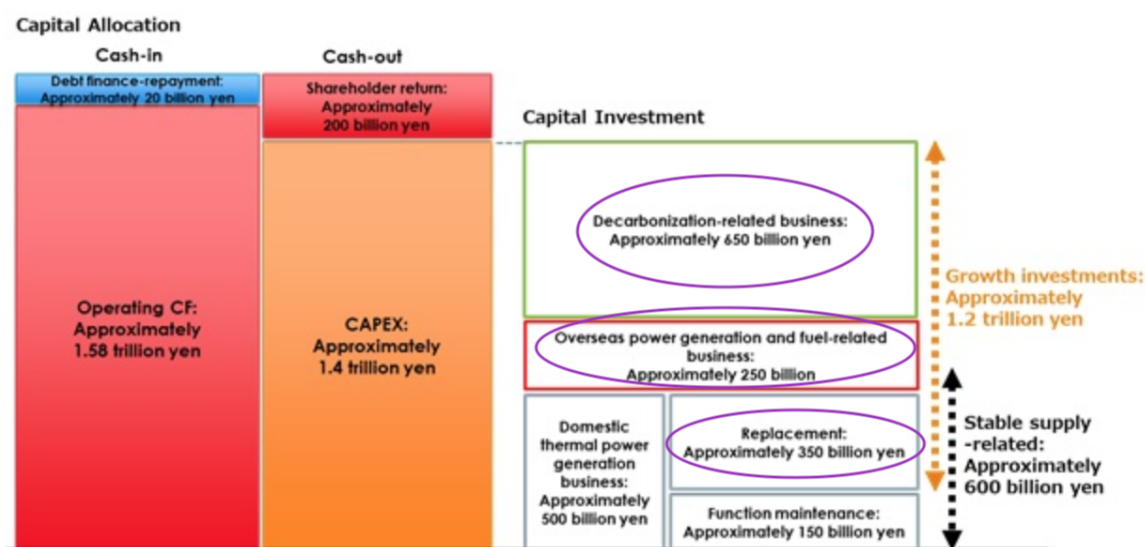 Capital Allocation
Cash-in
Cash-out
Debt finance-repayment:
Approximately 20 billion yen
Shareholder return:
Approximately
200 billion yen
Operating CF:
Approximately
1.58 trillion yen
CAPEX:
Approximately
1.4 trillion yen
Capital Investment
Decarbonization-related business:
Approximately 650 billion yen
Overseas power generation and fuel-related
business:
Approximately 250 billion
Domestic
thermal power
generation
business:
Approximately
500 billion yen
Replacement:
Approximately 350 billion yen
Function maintenance:
Approximately 150 billion yen
Growth investments:
Approximately
1.2 trillion yen
Stable supply
-related:
Approximately
600 billion yen